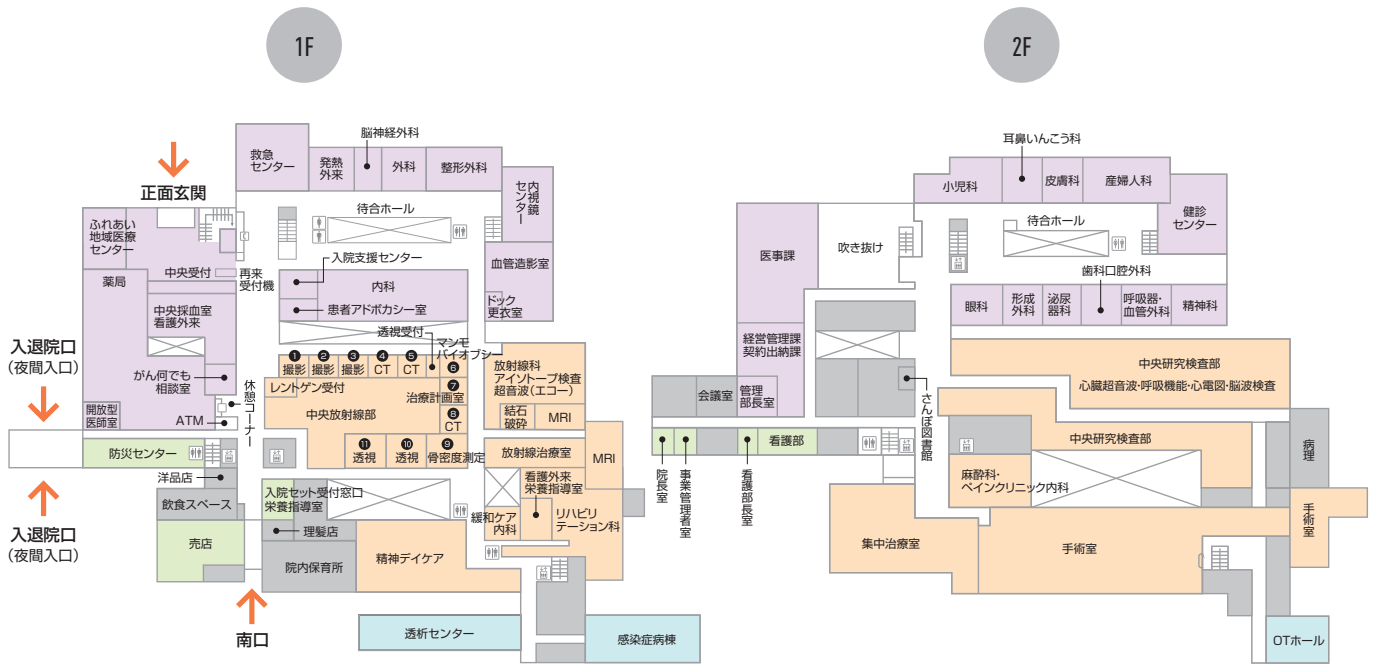 1F
正面玄関
入退院口
(夜間入口)
入退院口
(夜間入口)
南口
救急
センター
発熱
外来
脳神経外科
外科
整形外科
内視鏡
センター
待合ホール
ふれあい
地域医療
センター
中央受付
再来
受付機
薬局
中央採血室
看護外来
がん何でも
相談室
開放型
医師室
ATM
休憩コーナー
入院支援センター
内科
患者アドボカシー室
血管造影室
ドック
更衣室
透視受付
マンモ
バイオプシー
❶
撮影
❷
撮影
❸
撮影
❹
CT
❺
CT
❻
❼
治療計画室
❽
CT
レントゲン受付
中央放射線部
⓫
透視
❿
透視
❾
骨密度測定
放射線科
アイソトープ検査
超音波(エコー)
結石
破砕
MRI
放射線治療室
MRI
看護外来
栄養指導室
緩和ケア
内科
リハビリ
テーション科
防災センター
洋品店
飲食スペース
売店
入院セット受付窓口
栄養指導室
理髪店
院内保育所
精神デイケア
透析センター
感染症病棟
2F
耳鼻いんこう科
小児科
皮膚科
産婦人科
健診
センター
待合ホール
医事課
吹き抜け
歯科口腔外科
眼科
形成
外科
泌尿
器科
呼吸器・
血管外科
精神科
経営管理課
契約出納課
会議室
管理
部長室
さんぽ図書館
看護部
院長室
事業管理者室
看護部長室
中央研究検査部
心臓超音波・呼吸機能・心電図・脳波検査
中央研究検査部
麻酔科・
ペインクリニック内科
病理
手術室
集中治療室
手術室
OTホール